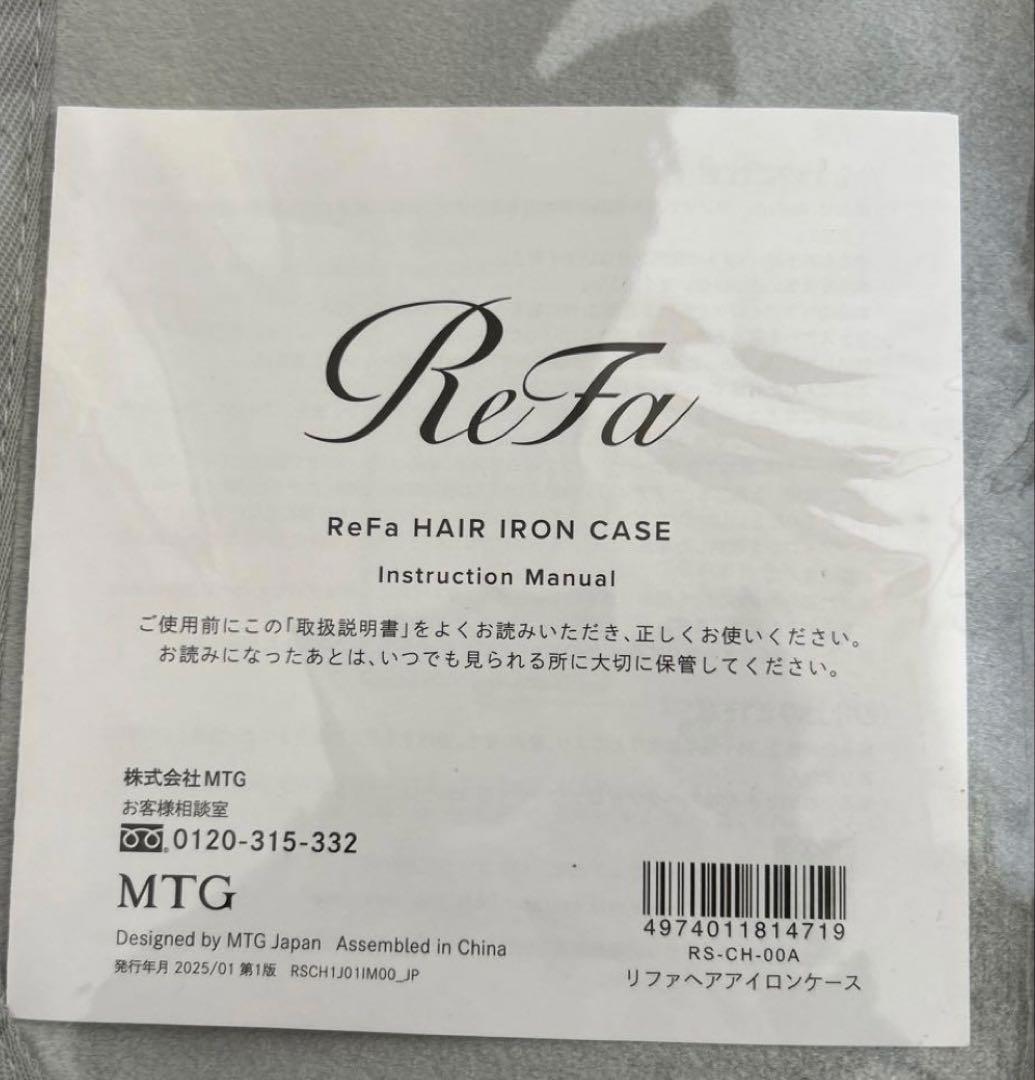 ReFa
ReFa HAIR IRON CASE
Instruction Manual
ご使用前にこの「取扱説明書」をよくお読みいただき、正しくお使いください。
お読みになったあとは、いつでも見られる所に大切に保管してください。
株式会社MTG
お客様相談室
0120-315-332
MTG
Designed by MTG Japan Assembled in China
発行年月 2025/01 第1版 RSCH1J01IM00_JP
4974011814719
RS-CH-00A
リファヘアアイロンケース